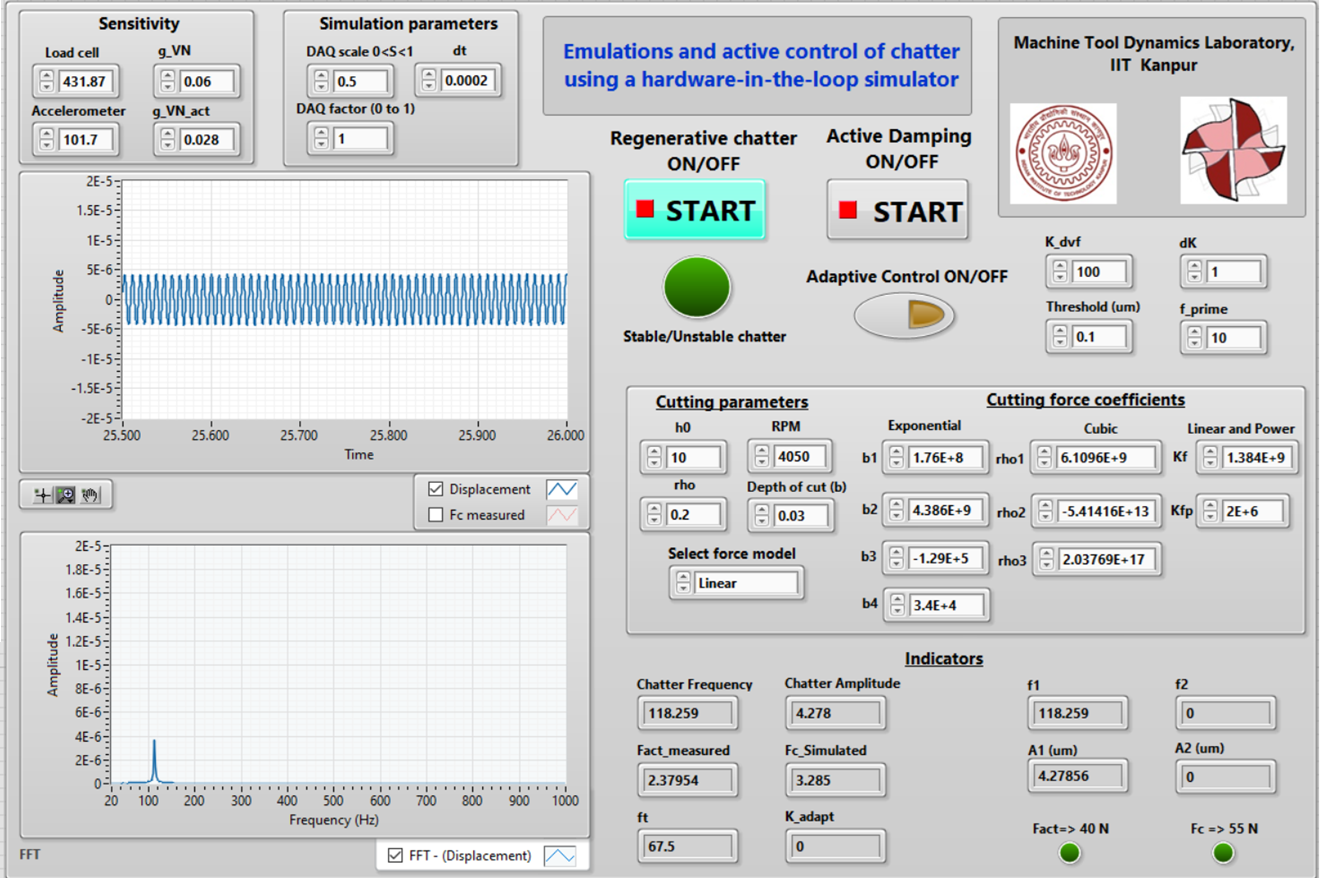 Sensitivity
Load cell
g_VN
431.87
0.06
Accelerometer
g_VN_act
101.7
0.028
Simulation parameters
DAQ scale 0<S<1
dt
0.5
0.0002
DAQ factor (0 to 1)
1
Emulations and active control of chatter
using a hardware-in-the-loop simulator
Machine Tool Dynamics Laboratory,
IIT Kanpur
Regenerative chatter
ON/OFF
START
Active Damping
ON/OFF
START
Stable/Unstable chatter
Adaptive Control ON/OFF
K_dvf
dK
100
1
Threshold (um)
f_prime
0.1
10
2E-5
1.5E-5
1E-5
5E-6
0
-5E-6
-1E-5
-1.5E-5
-2E-5
Amplitude
25.500
25.600
25.700
25.800
25.900
26.000
Time
Displacement
Fc measured
2E-5
1.8E-5
1.6E-5
1.4E-5
1.2E-5
1E-5
8E-6
6E-6
4E-6
2E-6
0
Amplitude
20
100
200
300
400
500
600
700
800
900
1000
Frequency (Hz)
FFT
FFT - (Displacement)
Cutting parameters
h0
RPM
10
4050
rho
Depth of cut (b)
0.2
0.03
Select force model
Linear
Cutting force coefficients
Exponential
Cubic
Linear and Power
b1
1.76E+8
rho1
6.1096E+9
Kf
1.384E+9
b2
4.386E+9
rho2
-5.41416E+13
Kfp
2E+6
b3
-1.29E+5
rho3
2.03769E+17
b4
3.4E+4
Indicators
Chatter Frequency
Chatter Amplitude
f1
f2
118.259
4.278
118.259
0
Fact_measured
Fc_Simulated
A1 (um)
A2 (um)
2.37954
3.285
4.27856
0
ft
K_adapt
67.5
0
Fact=> 40 N
Fc => 55 N